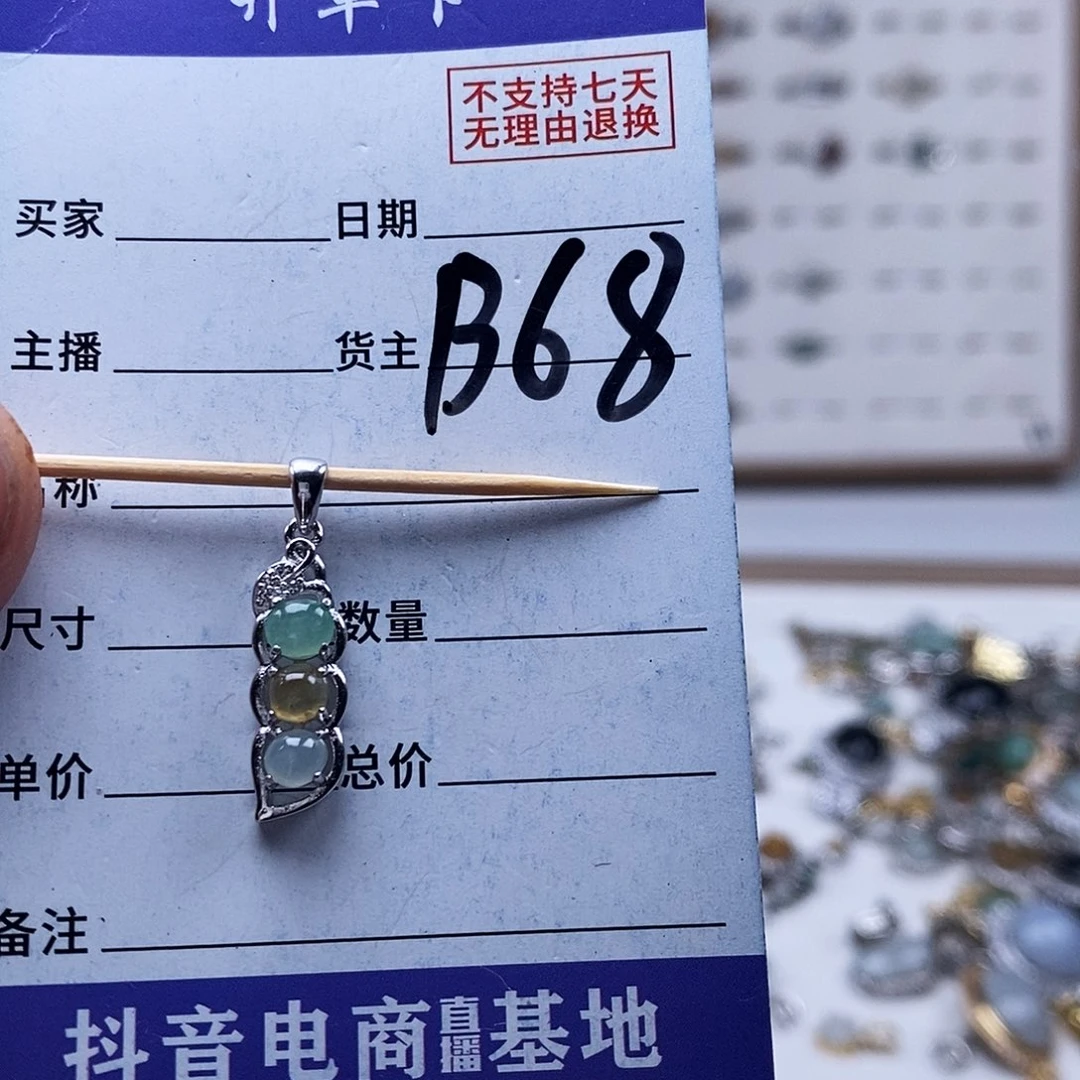 不支持七天
无理由退换
买家 日期
主播 货主 B68
称
尺寸 数量
单价 总价
备注
抖音电商直播基地